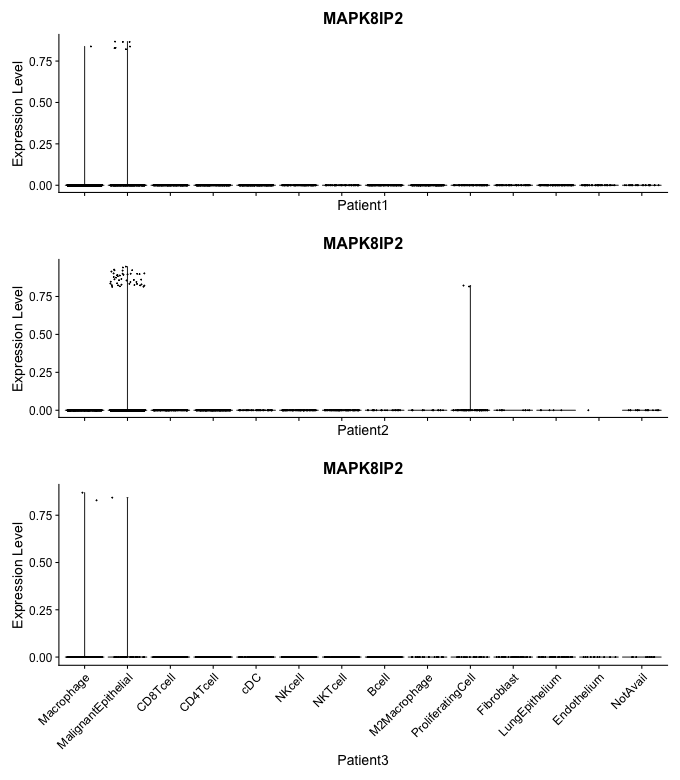 MAPK8IP2
Expression Level
0.75
0.50
0.25
0.00
Patient1
MAPK8IP2
Expression Level
0.75
0.50
0.25
0.00
Patient2
MAPK8IP2
Expression Level
0.75
0.50
0.25
0.00
Macrophage
MalignantEpithelial
CD8Tcell
CD4Tcell
cDC
NKcell
NKTcell
Bcell
M2Macrophage
ProliferatingCell
Fibroblast
LungEpithelium
Endothelium
NotAvail
Patient3